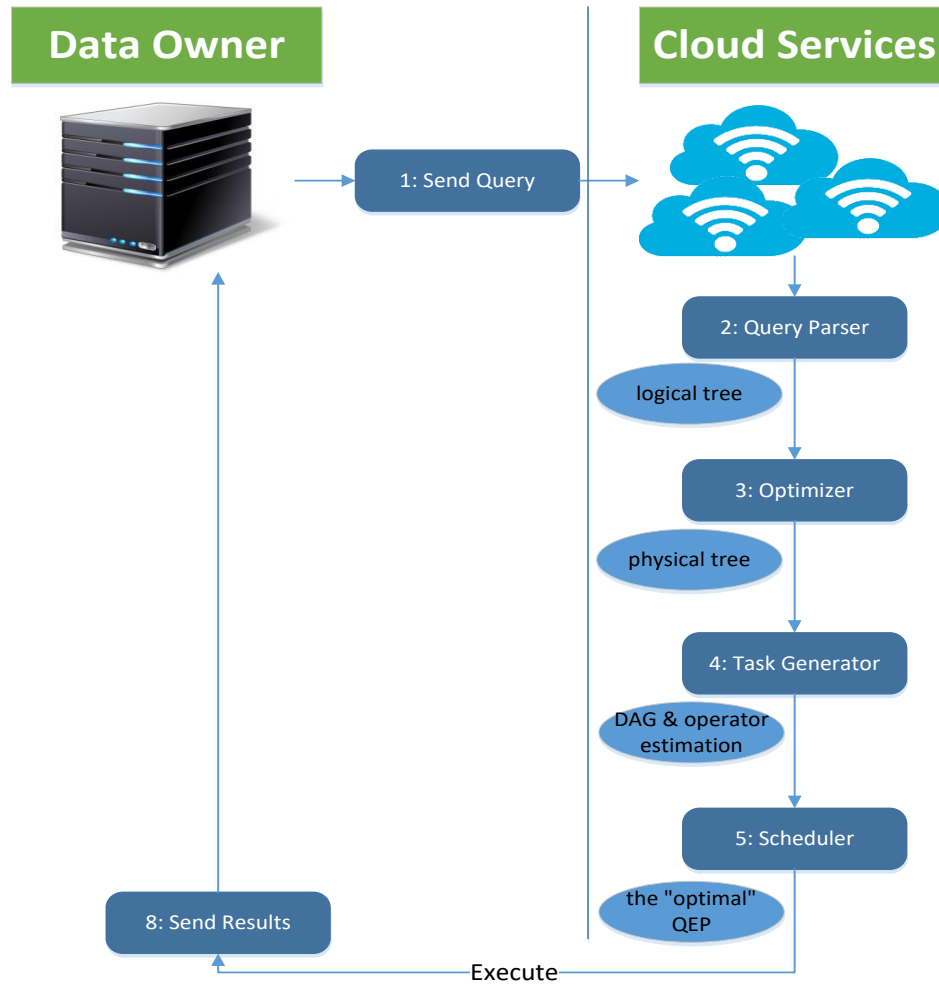 Data Owner
Cloud Services
1: Send Query
2: Query Parser
logical tree
3: Optimizer
physical tree
4: Task Generator
DAG & operator
estimation
5: Scheduler
the "optimal"
QEP
8: Send Results
Execute